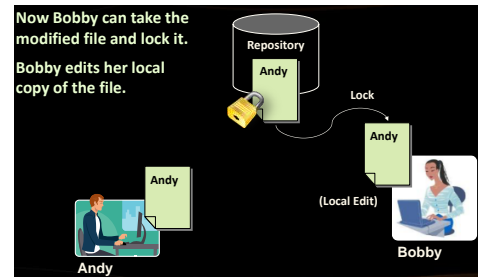 Now Bobby can take the
modified file and lock it.
Bobby edits her local
copy of the file.
Repository
Andy
Lock
Andy
(Local Edit)
Bobby
Andy
Andy